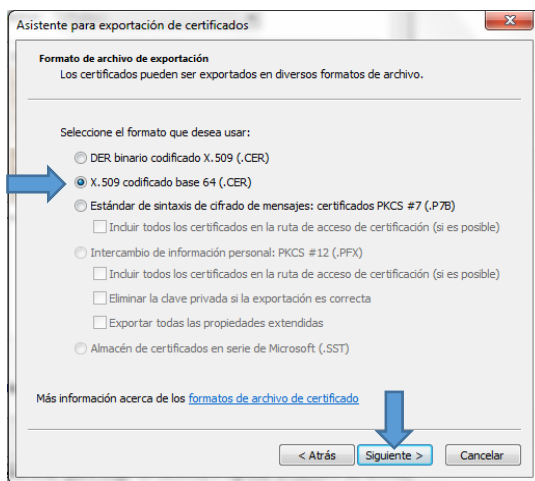 Asistente para exportación de certificados
Formato de archivo de exportación
Los certificados pueden ser exportados en diversos formatos de archivo.
Seleccione el formato que desea usar:
DER binario codificado X.509 (.CER)
X.509 codificado base 64 (.CER)
Estándar de sintaxis de cifrado de mensajes: certificados PKCS #7 (.P7B)
Incluir todos los certificados en la ruta de acceso de certificación (si es posible)
Intercambio de información personal: PKCS #12 (.PFX)
Incluir todos los certificados en la ruta de acceso de certificación (si es posible)
Eliminar la clave privada si la exportación es correcta
Exportar todas las propiedades extendidas
Almacén de certificados en serie de Microsoft (.SST)
Más información acerca de los formatos de archivo de certificado
< Atrás Siguiente > Cancelar